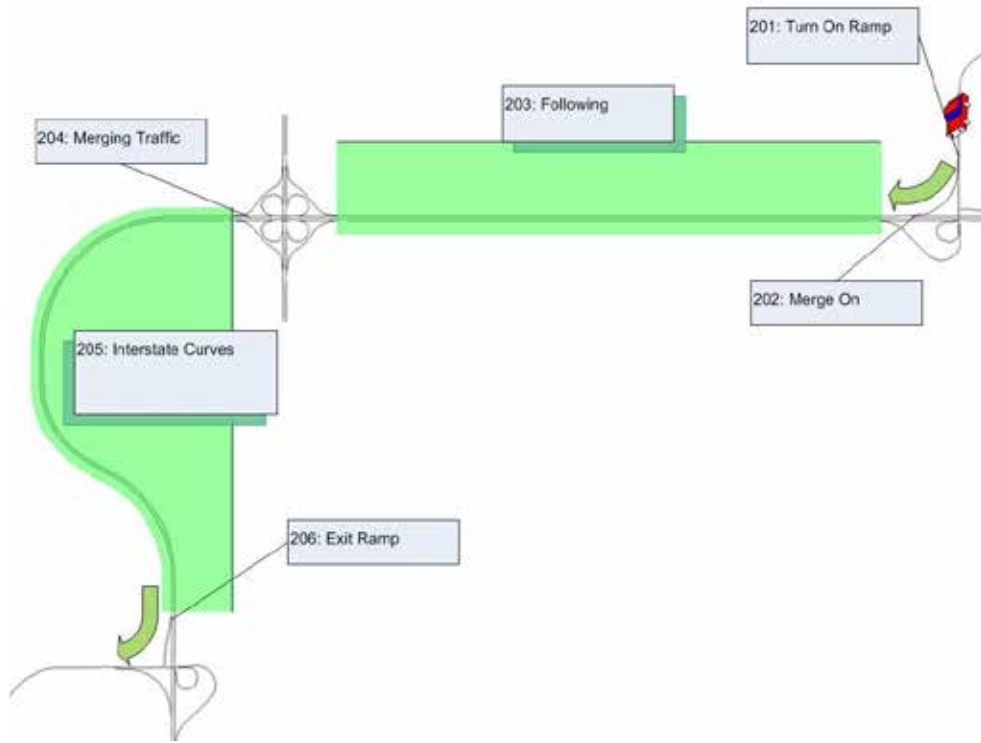 201: Turn On Ramp
203: Following
204: Merging Traffic
202: Merge On
205: Interstate Curves
206: Exit Ramp